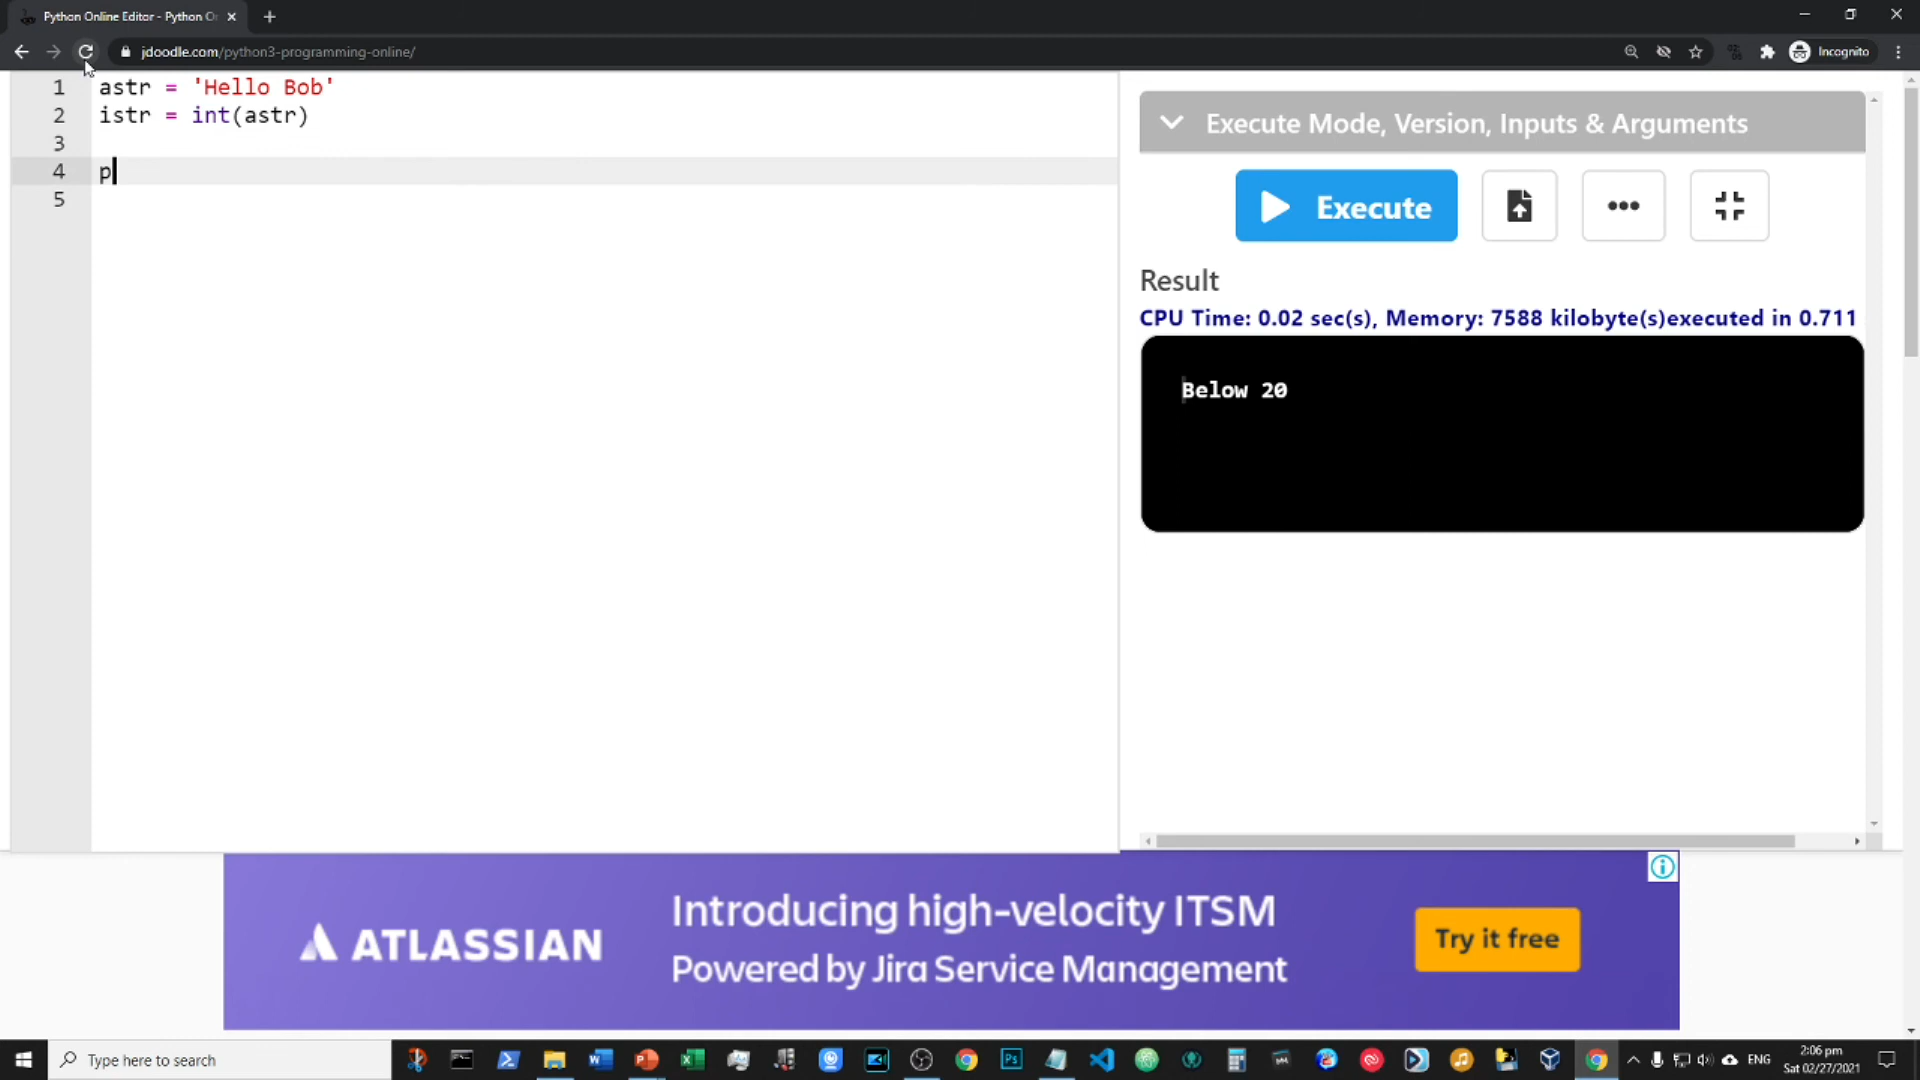 Python Online Editor - Python O
jdoodle.com/python3-programming-online/
Incognito
1 astr = 'Hello Bob'
2 istr = int(astr)
3
4 p
5
Execute Mode, Version, Inputs & Arguments
Execute
Result
CPU Time: 0.02 sec(s), Memory: 7588 kilobyte(s)executed in 0.711
Below 20
ATLASSIAN
Introducing high-velocity ITSM
Powered by Jira Service Management
Try it free
Type here to search
ENG
2:06 pm
Sat 02/27/2021